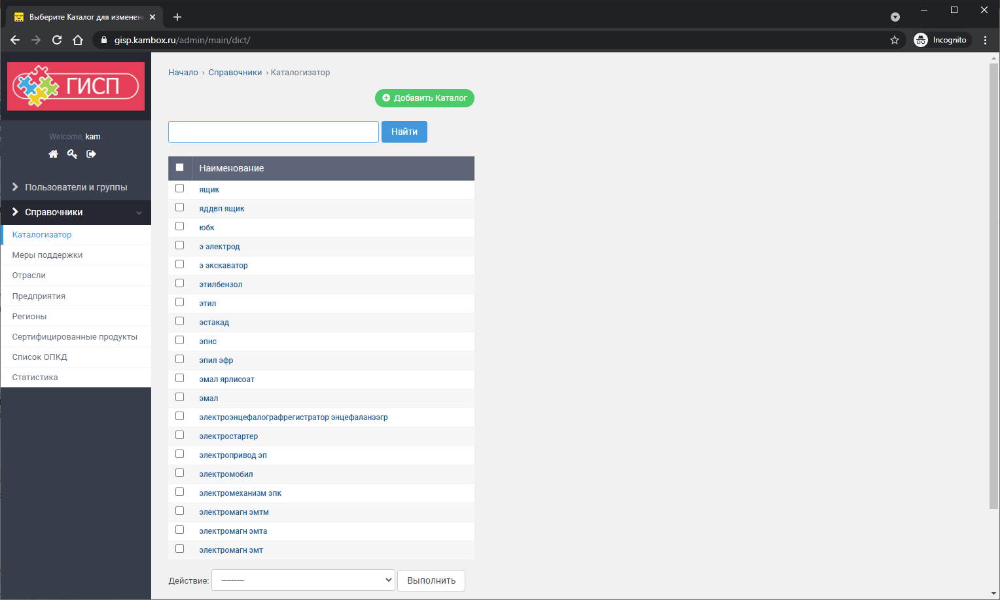 Выберите Каталог для изменен
gisp.kambox.ru/admin/main/dict/
Incognito
ГИСП
Welcome, kam.
Пользователи и группы
Справочники
Каталогизатор
Меры поддержки
Отрасли
Предприятия
Регионы
Сертифицированные продукты
Список ОПКД
Статистика
Начало › Справочники › Каталогизатор
Добавить Каталог
Найти
Наименование
ящик
яддвп ящик
юбк
э электрод
э экскаватор
этилбензол
этил
эстакад
эпнс
эпил эфр
эмал ярлисоат
эмал
электроэнцефалографрегистратор энцефаланээгр
электростартер
электропривод эп
электромобил
электромеханизм эпк
электромагн эмтм
электромагн эмта
электромагн эмт
Действие: ---------
Выполнить